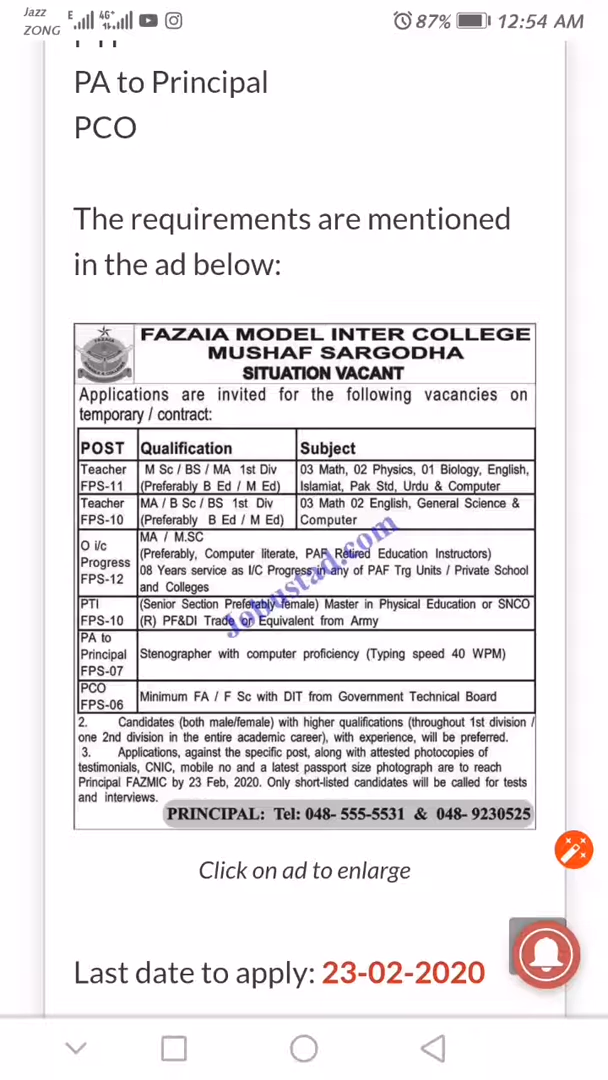 Jazz
ZONG
E 4G+
87% 12:54 AM
PA to Principal
PCO
The requirements are mentioned
in the ad below:
FAZAIA MODEL INTER COLLEGE
MUSHAF SARGODHA
SITUATION VACANT
Applications are invited for the following vacancies on
temporary / contract:
POST Qualification Subject
Teacher M Sc / BS / MA 1st Div 03 Math, 02 Physics, 01 Biology, English,
FPS-11 (Preferably B Ed / M Ed) Islamiat, Pak Std, Urdu & Computer
Teacher MA / B Sc / BS 1st Div 03 Math 02 English, General Science &
FPS-10 (Preferably B Ed / M Ed) Computer
O i/c MA / M.SC
Progress (Preferably, Computer literate, PAF Retired Education Instructors)
FPS-12 08 Years service as I/C Progress in any of PAF Trg Units / Private School
and Colleges
PTI (Senior Section Preferably female) Master in Physical Education or SNCO
FPS-10 (R) PF&DI Trade or Equivalent from Army
PA to
Principal Stenographer with computer proficiency (Typing speed 40 WPM)
FPS-07
PCO
FPS-06 Minimum FA / F Sc with DIT from Government Technical Board
Jobustad.com
2. Candidates (both male/female) with higher qualifications (throughout 1st division /
one 2nd division in the entire academic career), with experience, will be preferred.
3. Applications, against the specific post, along with attested photocopies of
testimonials, CNIC, mobile no and a latest passport size photograph are to reach
Principal FAZMIC by 23 Feb, 2020. Only short-listed candidates will be called for tests
and interviews.
PRINCIPAL: Tel: 048- 555-5531 & 048- 9230525
Click on ad to enlarge
Last date to apply: 23-02-2020